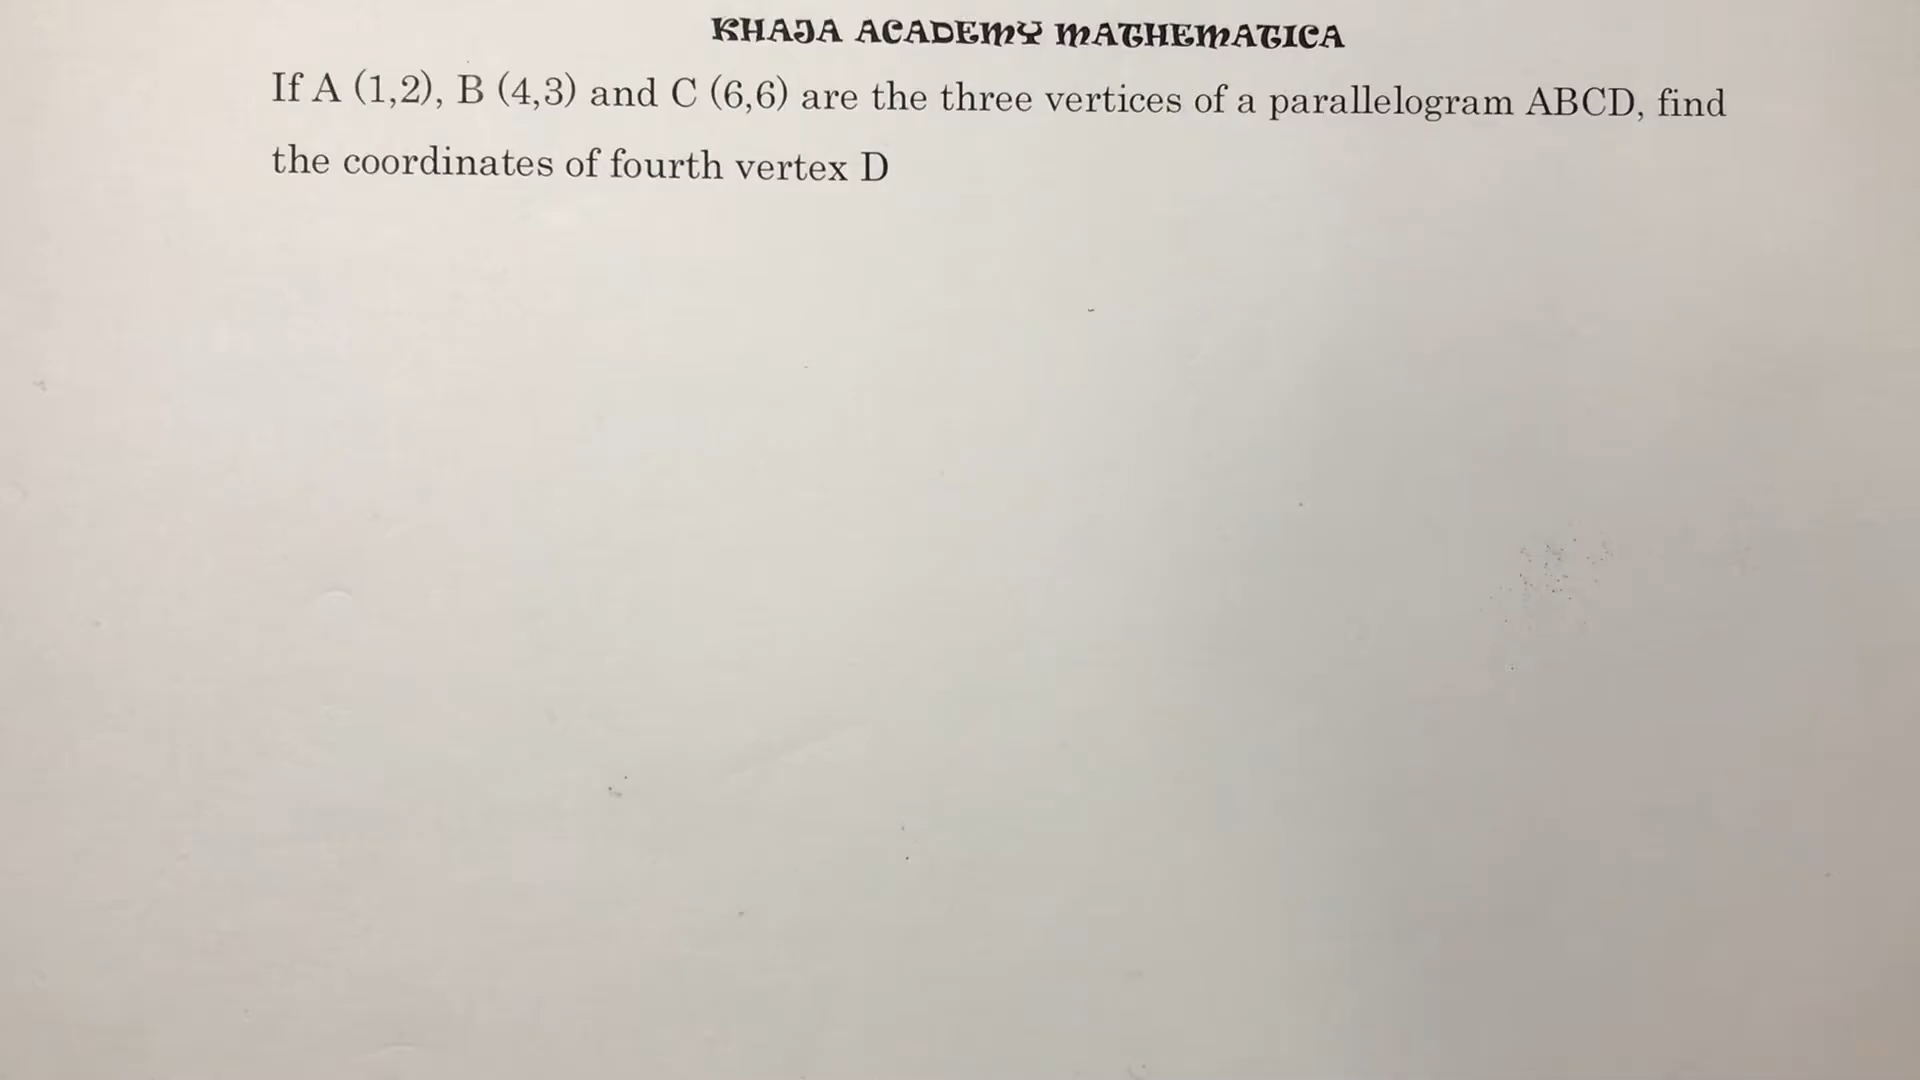 KHAJA ACADEMY MATHEMATICA
If A (1,2), B (4,3) and C (6,6) are the three vertices of a parallelogram ABCD, find
the coordinates of fourth vertex D